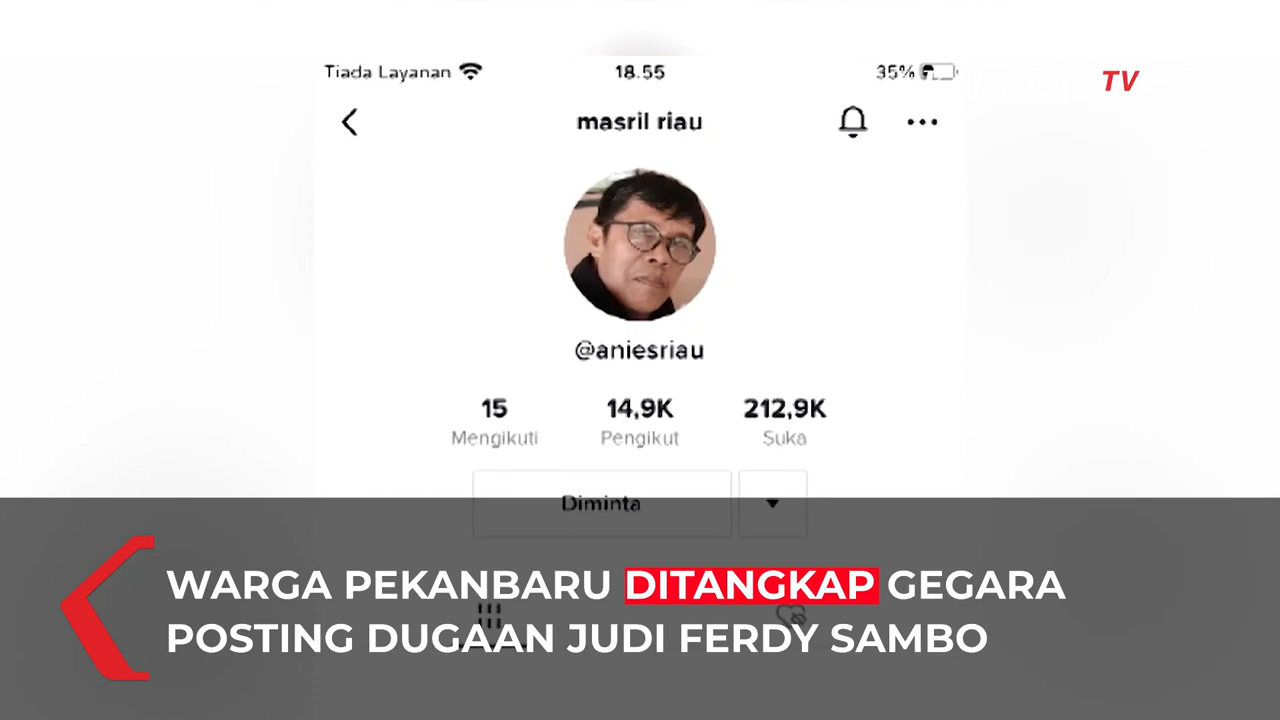 Tiada Layanan 18.55 35%
TV
masril riau
@aniesriau
15 14,9K 212,9K
Mengikuti Pengikut Suka
Diminta
WARGA PEKANBARU DITANGKAP GEGARA
POSTING DUGAAN JUDI FERDY SAMBO